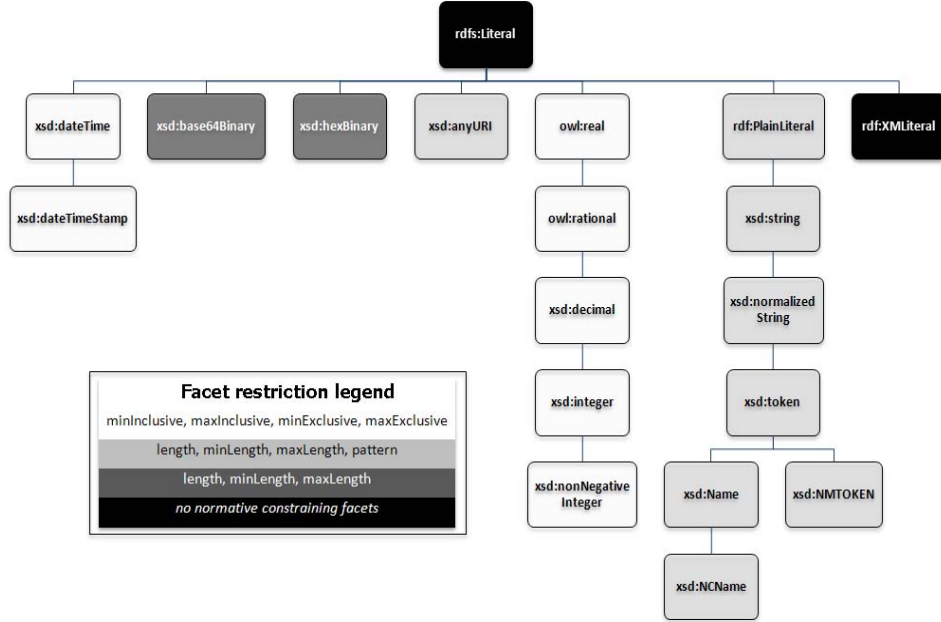 rdfs:Literal
xsd:dateTime
xsd:base64Binary
xsd:hexBinary
xsd:anyURI
owl:real
rdf:PlainLiteral
rdf:XMLiteral
xsd:dateTimeStamp
owl:rational
xsd:string
xsd:decimal
xsd:normalized
String
Facet restriction legend
minInclusive, maxInclusive, minExclusive, maxExclusive
length, minLength, maxLength, pattern
length, minLength, maxLength
no normative constraining facets
xsd:integer
xsd:token
xsd:nonNegative
Integer
xsd:Name
xsd:NMTOKEN
xsd:NCName